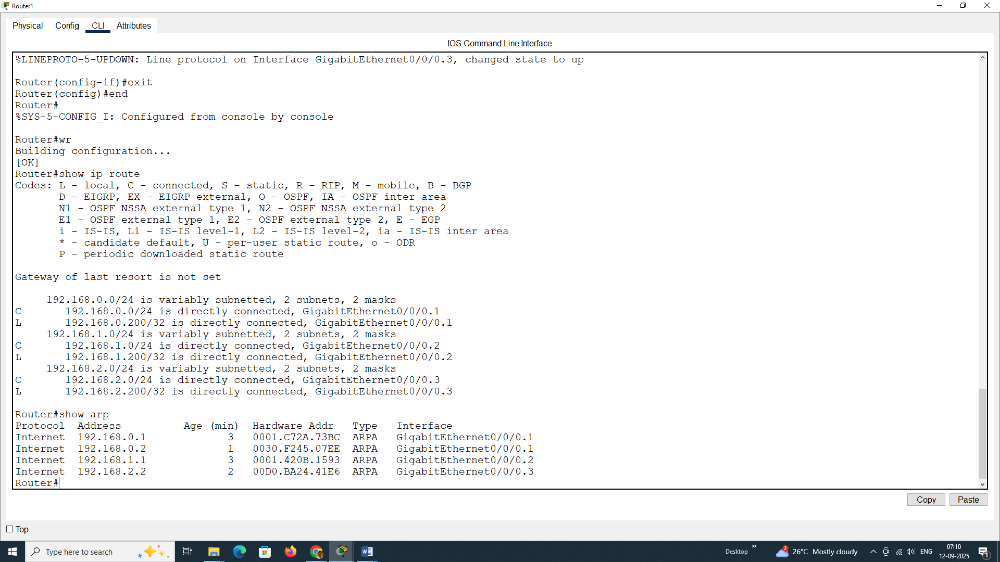 Router1
Physical Config CLI Attributes
IOS Command Line Interface
%LINEPROTO-5-UPDOWN: Line protocol on Interface GigabitEthernet0/0/0.3, changed state to up
Router(config-if)#exit
Router(config)#end
Router#
%SYS-5-CONFIG_I: Configured from console by console
Router#wr
Building configuration...
[OK]
Router#show ip route
Codes: L - local, C - connected, S - static, R - RIP, M - mobile, B - BGP
D - EIGRP, EX - EIGRP external, O - OSPF, IA - OSPF inter area
N1 - OSPF NSSA external type 1, N2 - OSPF NSSA external type 2
E1 - OSPF external type 1, E2 - OSPF external type 2, E - EGP
i - IS-IS, L1 - IS-IS level-1, L2 - IS-IS level-2, ia - IS-IS inter area
* - candidate default, U - per-user static route, o - ODR
P - periodic downloaded static route
Gateway of last resort is not set
192.168.0.0/24 is variably subnetted, 2 subnets, 2 masks
C 192.168.0.0/24 is directly connected, GigabitEthernet0/0/0.1
L 192.168.0.200/32 is directly connected, GigabitEthernet0/0/0.1
192.168.1.0/24 is variably subnetted, 2 subnets, 2 masks
C 192.168.1.0/24 is directly connected, GigabitEthernet0/0/0.2
L 192.168.1.200/32 is directly connected, GigabitEthernet0/0/0.2
192.168.2.0/24 is variably subnetted, 2 subnets, 2 masks
C 192.168.2.0/24 is directly connected, GigabitEthernet0/0/0.3
L 192.168.2.200/32 is directly connected, GigabitEthernet0/0/0.3
Router#show arp
Protocol Address Age (min) Hardware Addr Type Interface
Internet 192.168.0.1 3 0001.C72A.73BC ARPA GigabitEthernet0/0/0.1
Internet 192.168.0.2 1 0030.F245.07EE ARPA GigabitEthernet0/0/0.1
Internet 192.168.1.1 3 0001.420B.1593 ARPA GigabitEthernet0/0/0.2
Internet 192.168.2.2 2 00D0.BA24.41E6 ARPA GigabitEthernet0/0/0.3
Router#
Copy Paste
Top
Type here to search
Desktop
2
26°C Mostly cloudy
ENG
07:10
12-09-2025
1